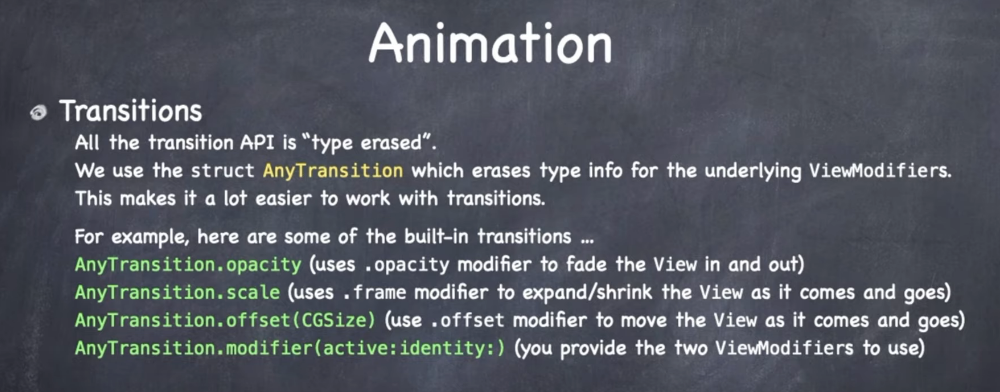 Animation
Transitions
All the transition API is “type erased”.
We use the struct AnyTransition which erases type info for the underlying ViewModifiers.
This makes it a lot easier to work with transitions.
For example, here are some of the built-in transitions ...
AnyTransition.opacity (uses .opacity modifier to fade the View in and out)
AnyTransition.scale (uses .frame modifier to expand/shrink the View as it comes and goes)
AnyTransition.offset(CGSize) (use .offset modifier to move the View as it comes and goes)
AnyTransition.modifier(active:identity:) (you provide the two ViewModifiers to use)